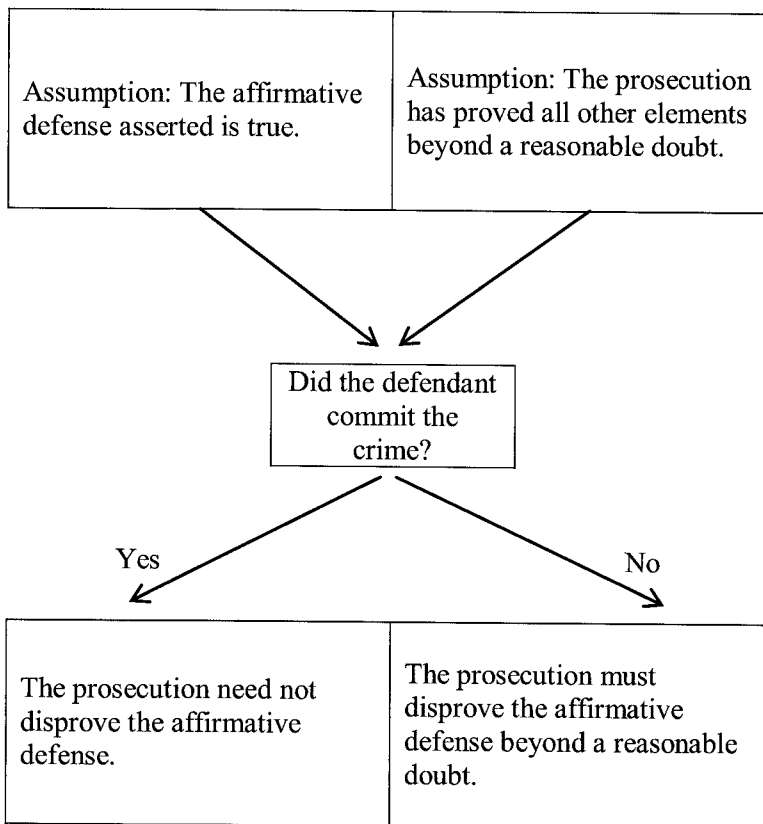 Assumption: The affirmative
defense asserted is true.
Assumption: The prosecution
has proved all other elements
beyond a reasonable doubt.
Did the defendant
commit the
crime?
Yes
No
The prosecution need not
disprove the affirmative
defense.
The prosecution must
disprove the affirmative
defense beyond a reasonable
doubt.